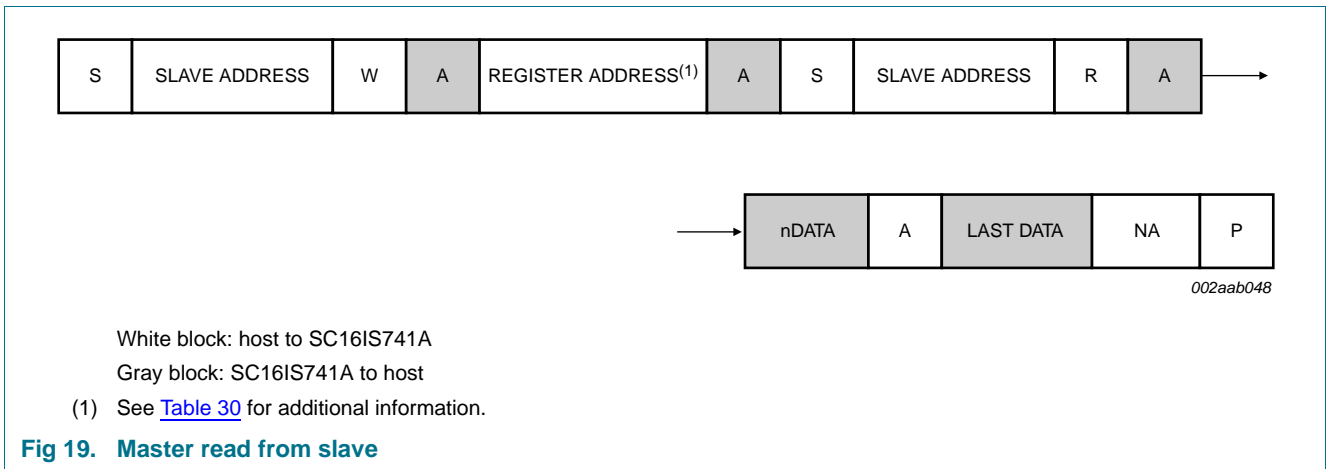 S SLAVE ADDRESS W A REGISTER ADDRESS(1) A S SLAVE ADDRESS R A
nDATA A LAST DATA NA P
002aab048
White block: host to SC16IS741A
Gray block: SC16IS741A to host
(1) See Table 30 for additional information.
Fig 19. Master read from slave